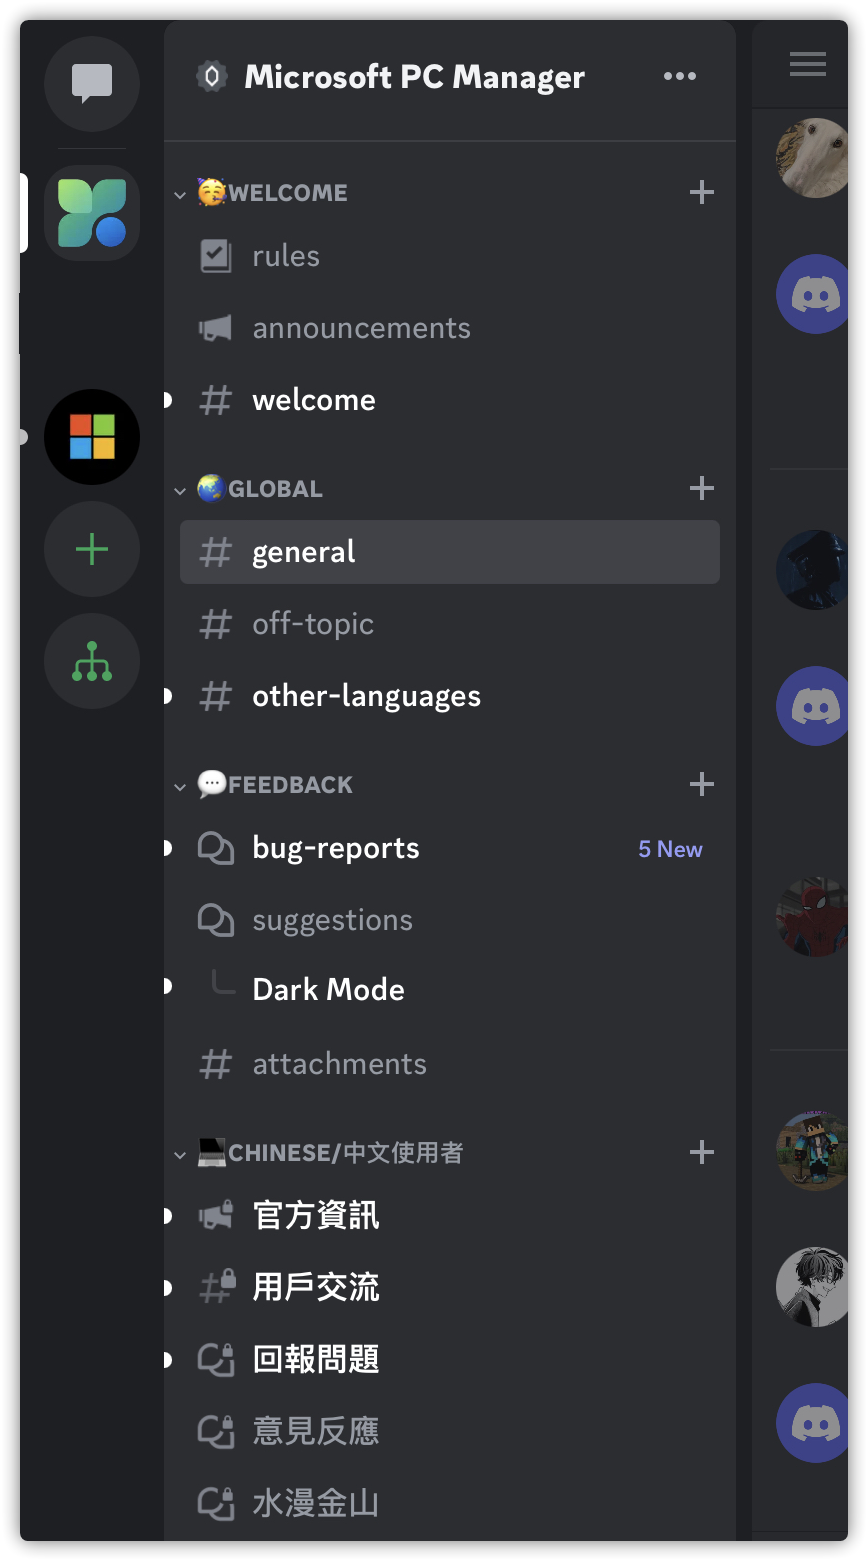 Microsoft PC Manager
🥳WELCOME
rules
announcements
welcome
🌏GLOBAL
general
off-topic
other-languages
💬FEEDBACK
bug-reports 5 New
suggestions
Dark Mode
attachments
💻CHINESE/中文使用者
官方資訊
用戶交流
回報問題
意見反應
水漫金山